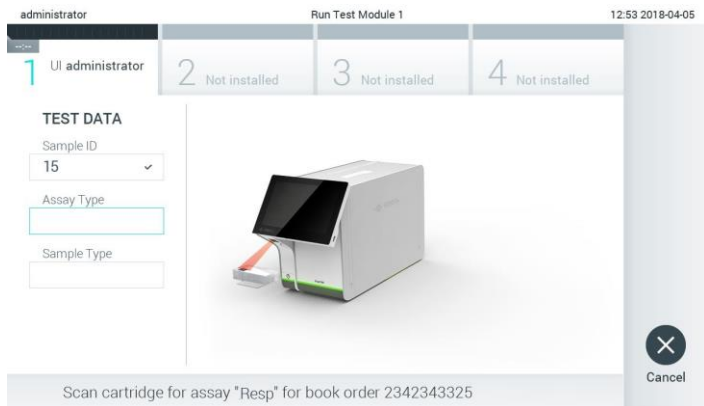 administrator
Run Test Module 1
12:53 2018-04-05
--:--
1 UI administrator
2 Not installed
3 Not installed
4 Not installed
TEST DATA
Sample ID
15
Assay Type
Sample Type
Cancel
Scan cartridge for assay "Resp" for book order 2342343325